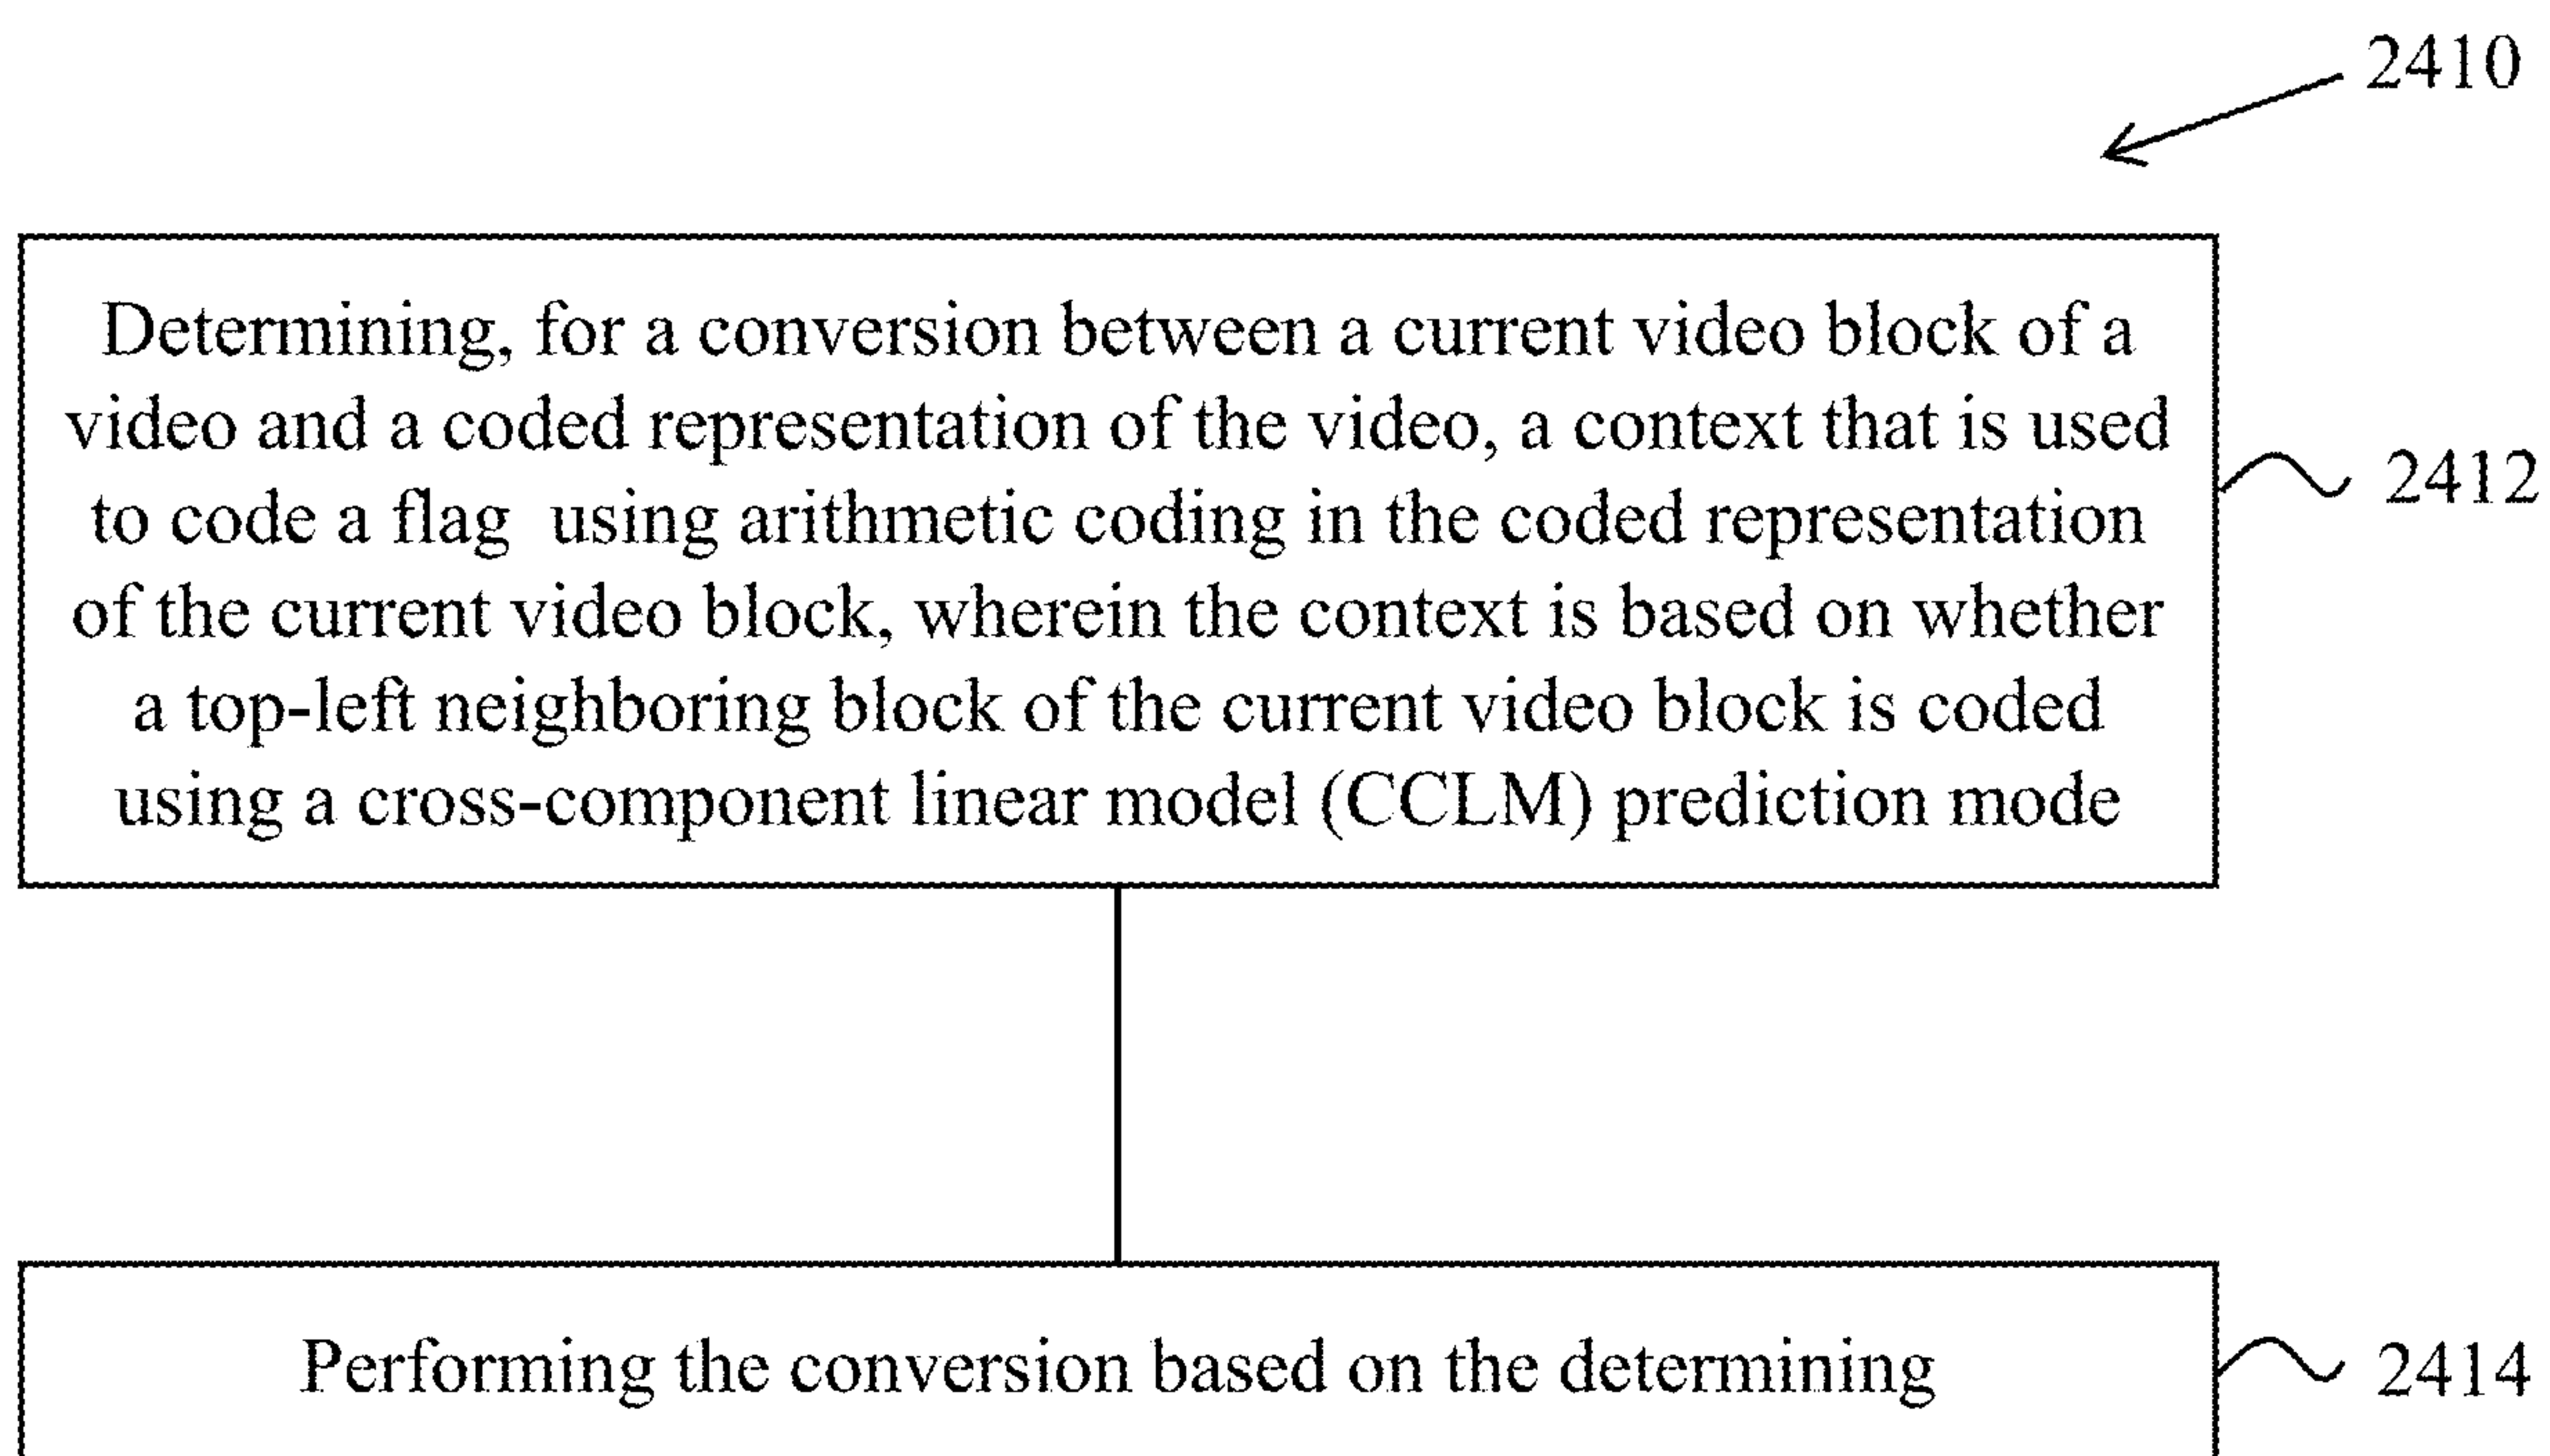 2410
Determining, for a conversion between a current video block of a
video and a coded representation of the video, a context that is used
to code a flag  using arithmetic coding in the coded representation
of the current video block, wherein the context is based on whether
a top-left neighboring block of the current video block is coded
using a cross-component linear model (CCLM) prediction mode
2412
Performing the conversion based on the determining
2414